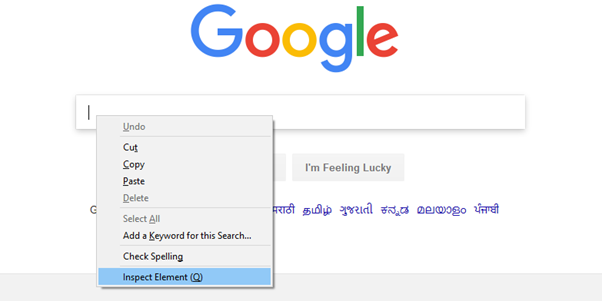 Google
Undo
Cut
Copy
Paste
Delete
Select All
Add a Keyword for this Search...
Check Spelling
Inspect Element (Q)
I'm Feeling Lucky
தமிழ் ગુજરાતી ಕನ್ನಡ മലയാളം ਪੰਜਾਬੀ